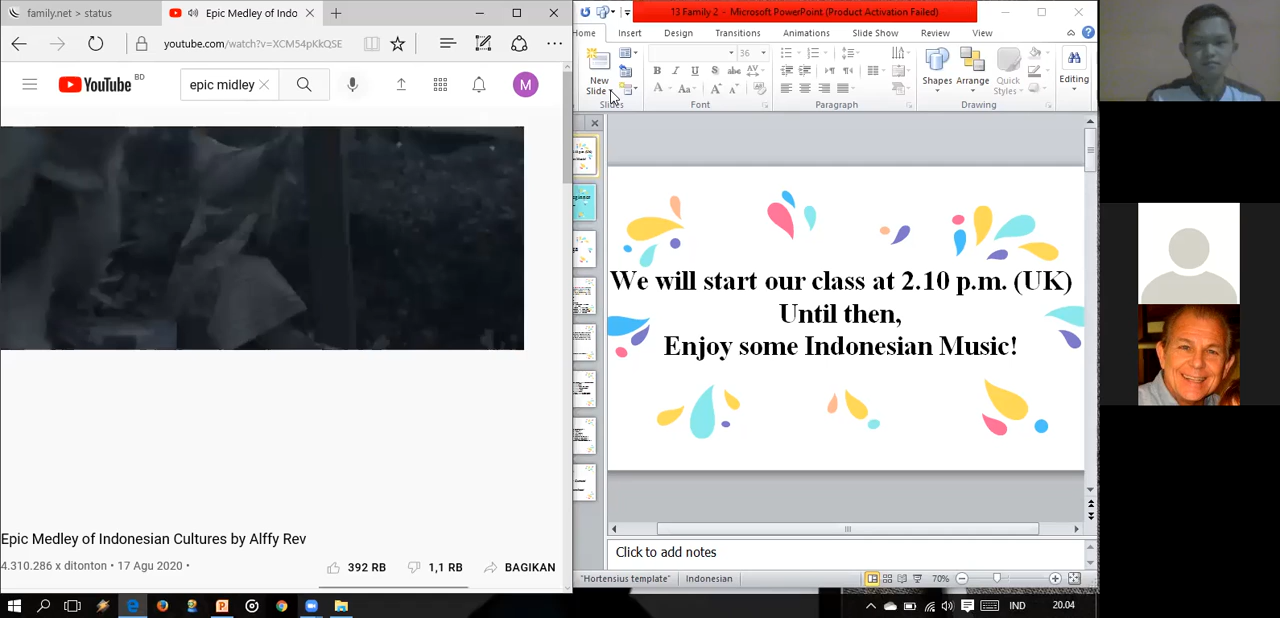 family.net > status
Epic Medley of Indo
youtube.com/watch?v=XCM54pKkQSE
YouTube BD
epic midley
M
Epic Medley of Indonesian Cultures by Alffy Rev
4.310.286 x ditonton • 17 Agu 2020 •
392 RB
1,1 RB
BAGIKAN
13 Family 2 - Microsoft PowerPoint (Product Activation Failed)
Home Insert Design Transitions Animations Slide Show Review View
New
Slide
Slides
36
Font
Paragraph
Shapes Arrange Quick
Styles
Drawing
Editing
We will start our class at 2.10 p.m. (UK)
Until then,
Enjoy some Indonesian Music!
Click to add notes
"Hortensius template" Indonesian 70%
IND 20.04